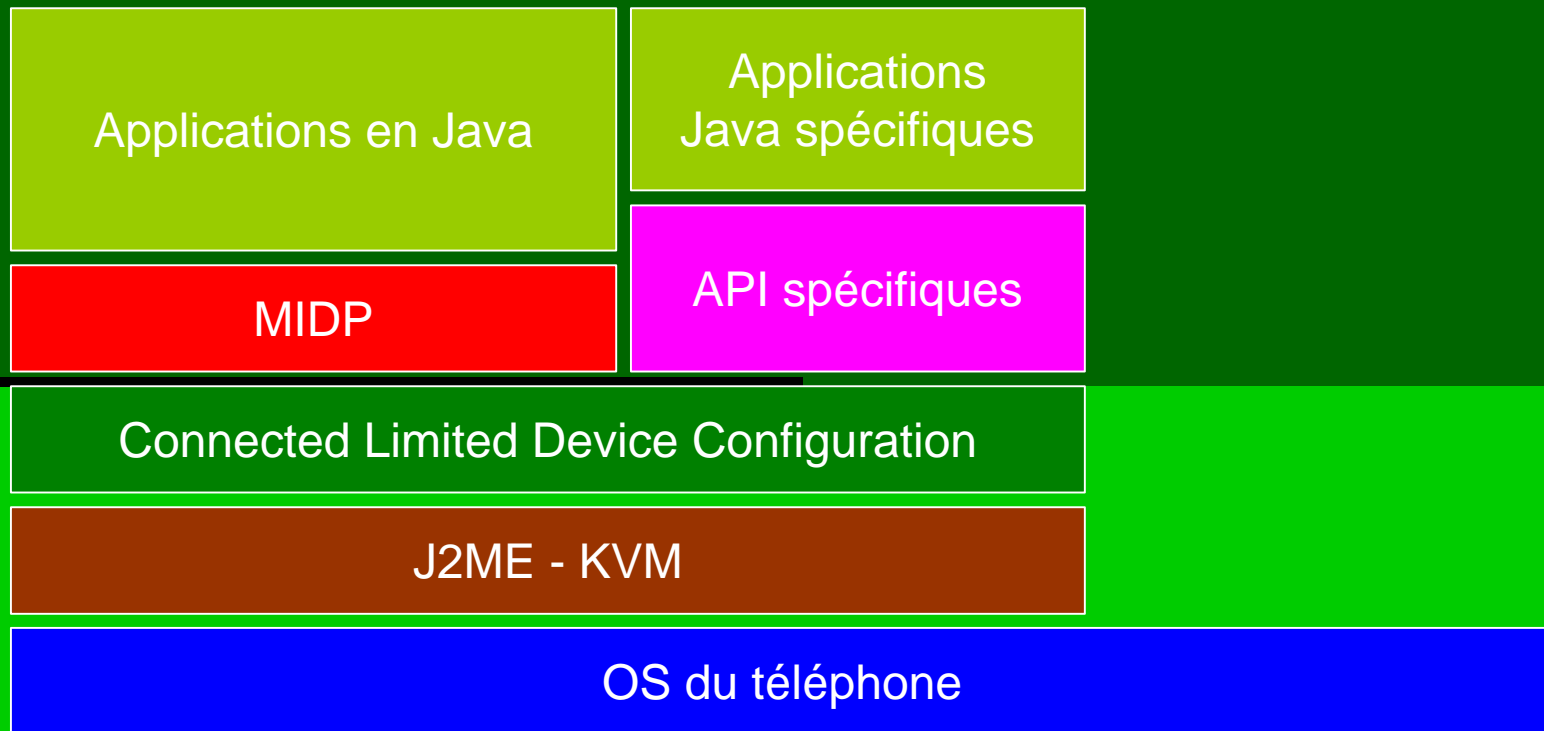 Applications en Java
Applications
Java spécifiques
API spécifiques
MIDP
Connected Limited Device Configuration
J2ME - KVM
OS du téléphone